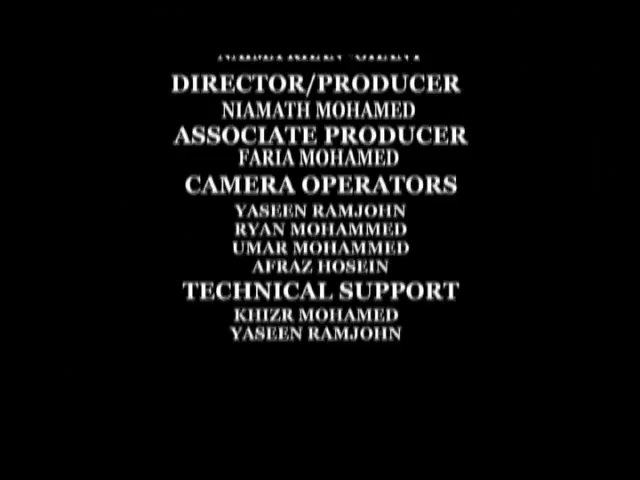 DIRECTOR/PRODUCER
NIAMATH MOHAMED
ASSOCIATE PRODUCER
FARIA MOHAMED
CAMERA OPERATORS
YASEEN RAMJOHN
RYAN MOHAMMED
UMAR MOHAMMED
AFRAZ HOSEIN
TECHNICAL SUPPORT
KHIZR MOHAMED
YASEEN RAMJOHN